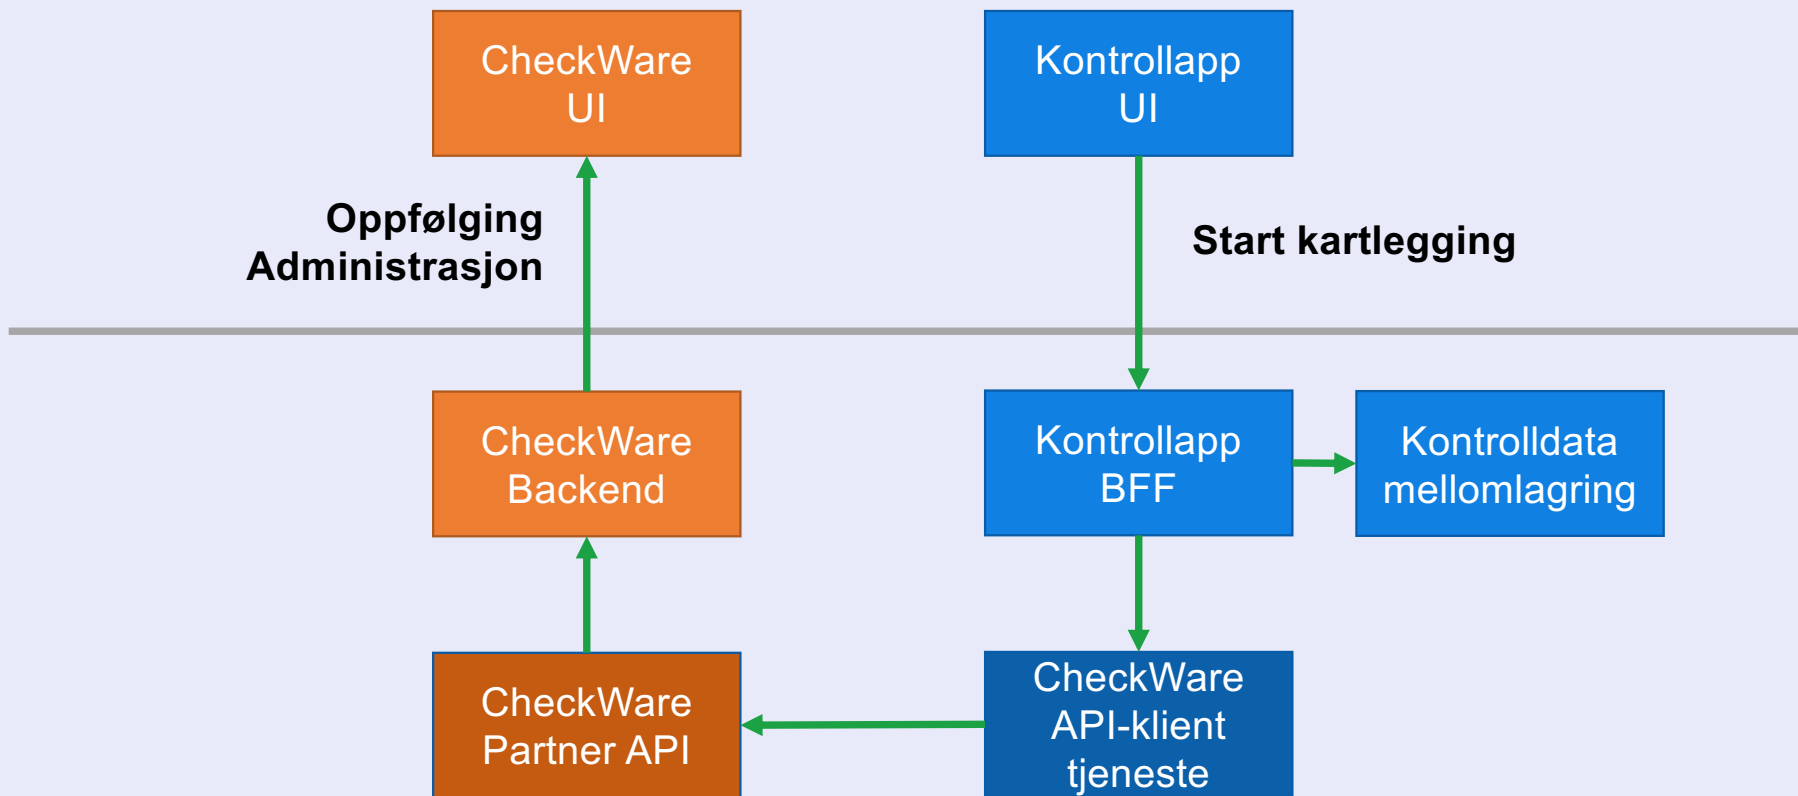 CheckWare
UI
Kontrollapp
UI
Oppfølging
Administrasjon
Start kartlegging
CheckWare
Backend
Kontrollapp
BFF
Kontrolldata
mellomlagring
CheckWare
Partner API
CheckWare
API-klient
tjeneste